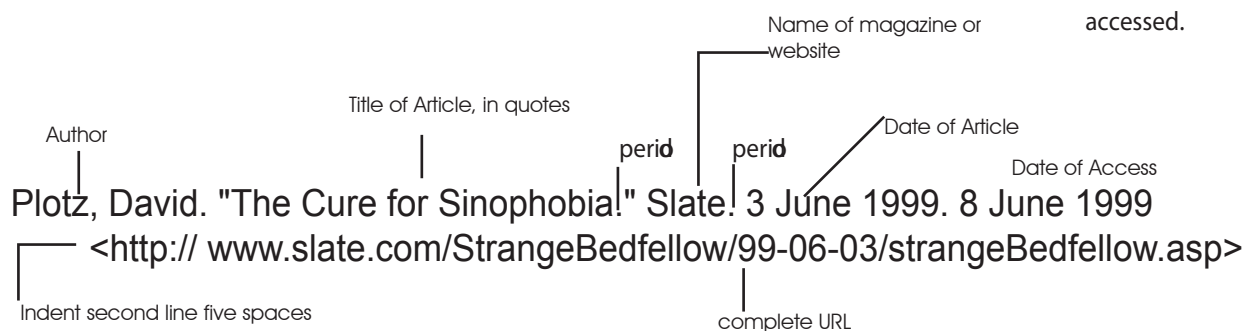 Name of magazine or
website
accessed.
Title of Article, in quotes
Author
period
period
Date of Article
Date of Access
Plotz, David. "The Cure for Sinophobia." Slate. 3 June 1999. 8 June 1999
<http:// www.slate.com/StrangeBedfellow/99-06-03/strangeBedfellow.asp>
Indent second line five spaces
complete URL